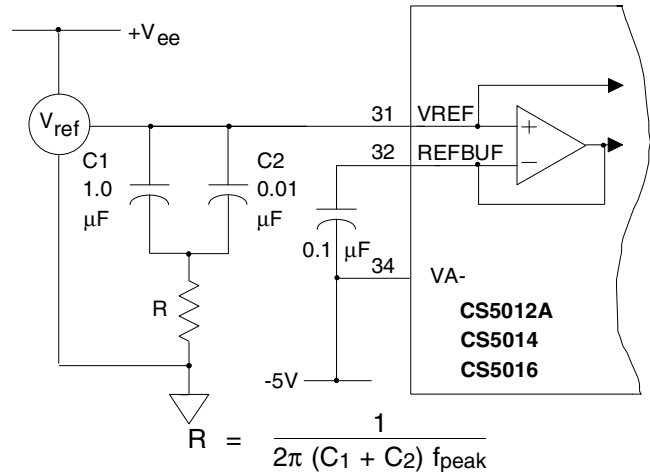 +Vee
Vref
31 VREF
+
C1
1.0
μF
C2
0.01
μF
32 REFBUF
−
0.1 μF
34 VA-
R
CS5012A
CS5014
CS5016
-5V
R = 1 / 2π (C1 + C2) fpeak